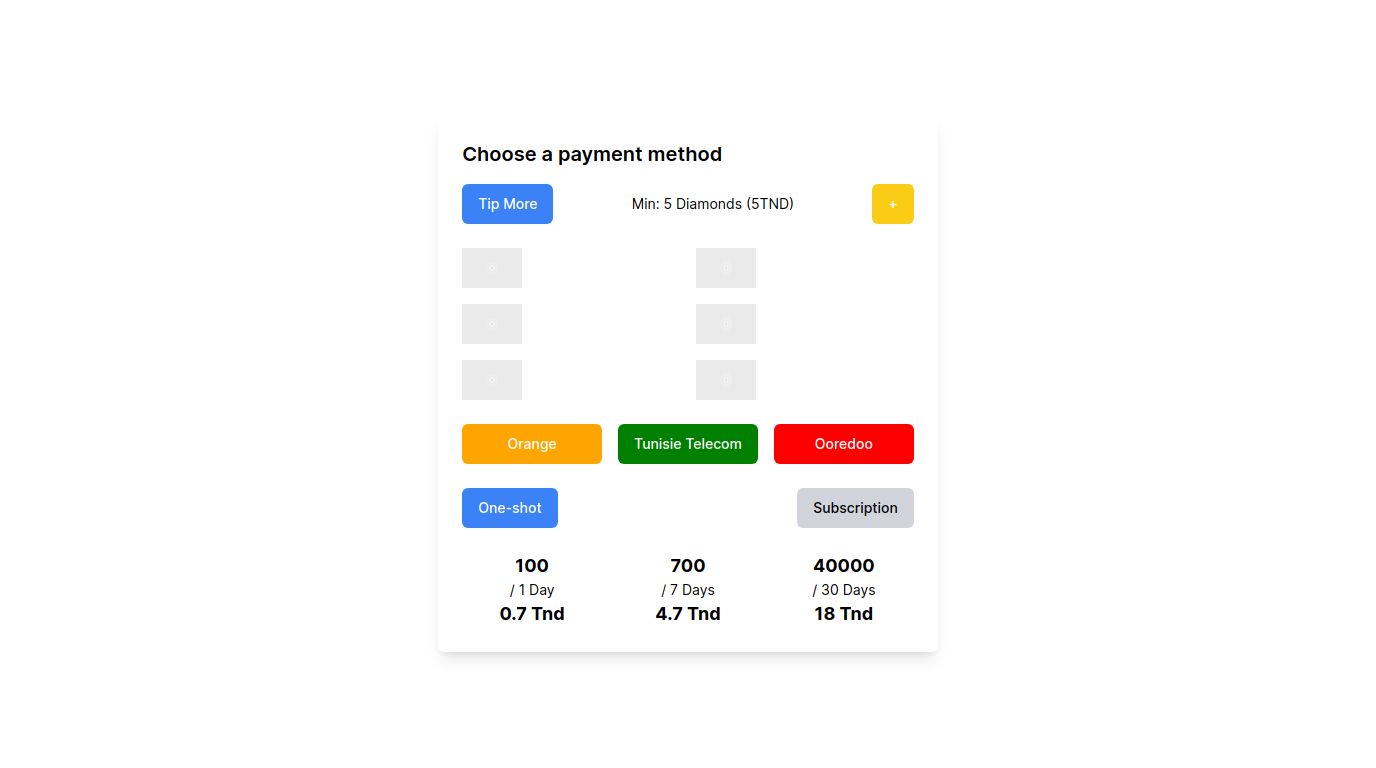 Choose a payment method
Tip More
Min: 5 Diamonds (5TND)
+
Orange
Tunisie Telecom
Ooredoo
One-shot
Subscription
100
/ 1 Day
0.7 Tnd
700
/ 7 Days
4.7 Tnd
40000
/ 30 Days
18 Tnd